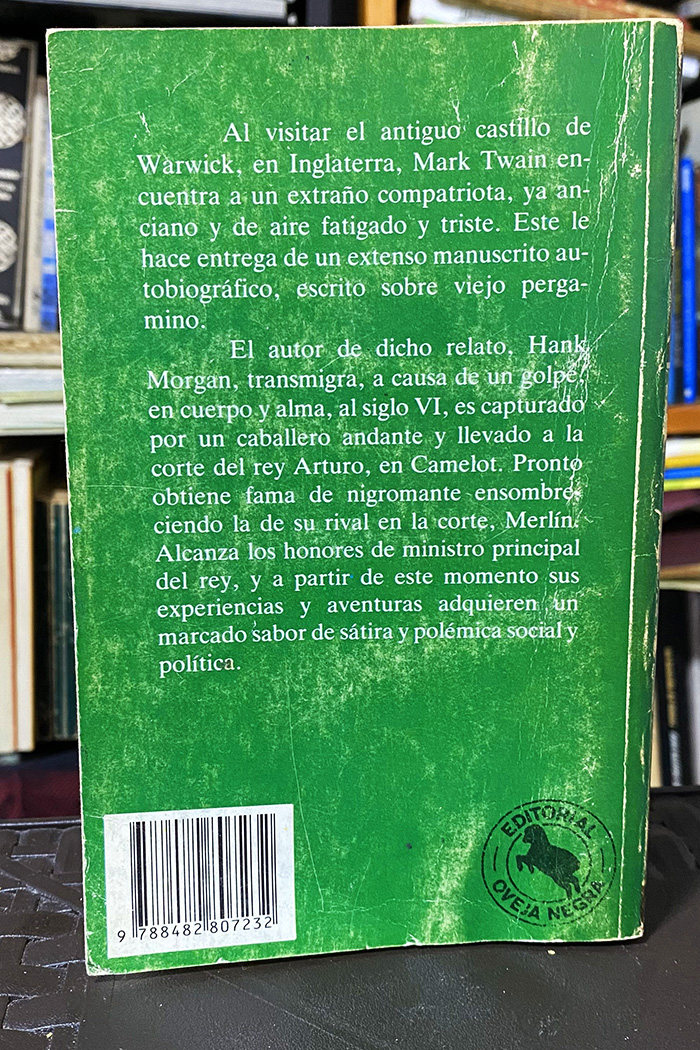 Al visitar el antiguo castillo de
Warwick, en Inglaterra, Mark Twain en-
cuentra a un extraño compatriota, ya an-
ciano y de aire fatigado y triste. Este le
hace entrega de un extenso manuscrito au-
tobiográfico, escrito sobre viejo perga-
mino.
El autor de dicho relato, Hank
Morgan, transmigra, a causa de un golpe,
en cuerpo y alma, al siglo VI, es capturado
por un caballero andante y llevado a la
corte del rey Arturo, en Camelot. Pronto
obtiene fama de nigromante ensombre-
ciendo la de su rival en la corte, Merlín.
Alcanza los honores de ministro principal
del rey, y a partir de este momento sus
experiencias y aventuras adquieren un
marcado sabor de sátira y polémica social y
política.
9 788482 807232
EDITORIAL
OVEJA NEGRA